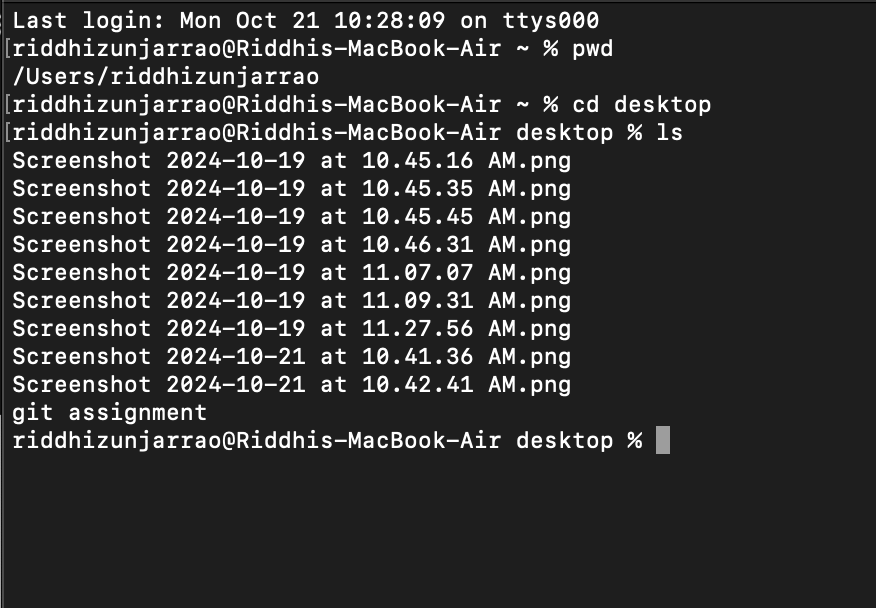 Last login: Mon Oct 21 10:28:09 on ttys000
[riddhizunjarrao@Riddhis-MacBook-Air ~ % pwd
/Users/riddhizunjarrao
[riddhizunjarrao@Riddhis-MacBook-Air ~ % cd desktop
[riddhizunjarrao@Riddhis-MacBook-Air desktop % ls
Screenshot 2024-10-19 at 10.45.16 AM.png
Screenshot 2024-10-19 at 10.45.35 AM.png
Screenshot 2024-10-19 at 10.45.45 AM.png
Screenshot 2024-10-19 at 10.46.31 AM.png
Screenshot 2024-10-19 at 11.07.07 AM.png
Screenshot 2024-10-19 at 11.09.31 AM.png
Screenshot 2024-10-19 at 11.27.56 AM.png
Screenshot 2024-10-21 at 10.41.36 AM.png
Screenshot 2024-10-21 at 10.42.41 AM.png
git assignment
riddhizunjarrao@Riddhis-MacBook-Air desktop %